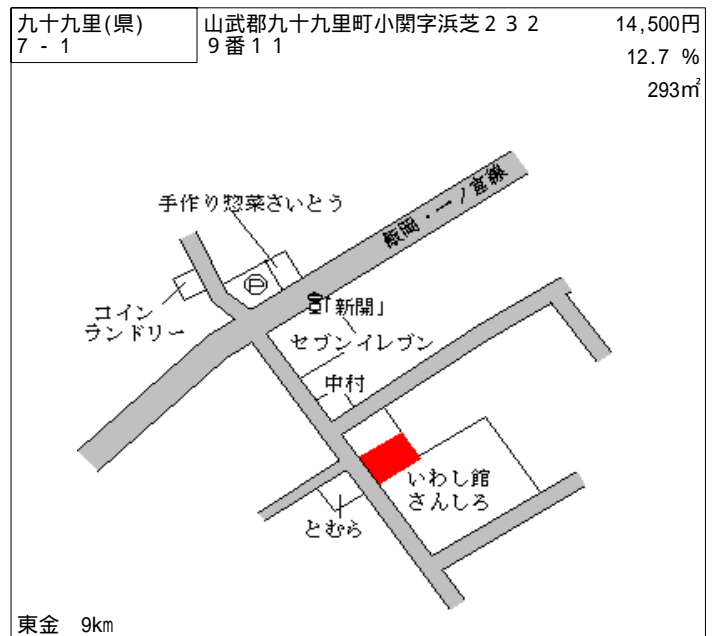 九十九里(県)
7 - 1
山武郡九十九里町小関字浜芝２３２
９番１１
14,500円
12.7 %
293㎡
飯岡・一ノ宮線
手作り惣菜さいとう
コイン
ランドリー
「新開」
セブンイレブン
中村
いわし館
さんしろ
とむら
東金 9km